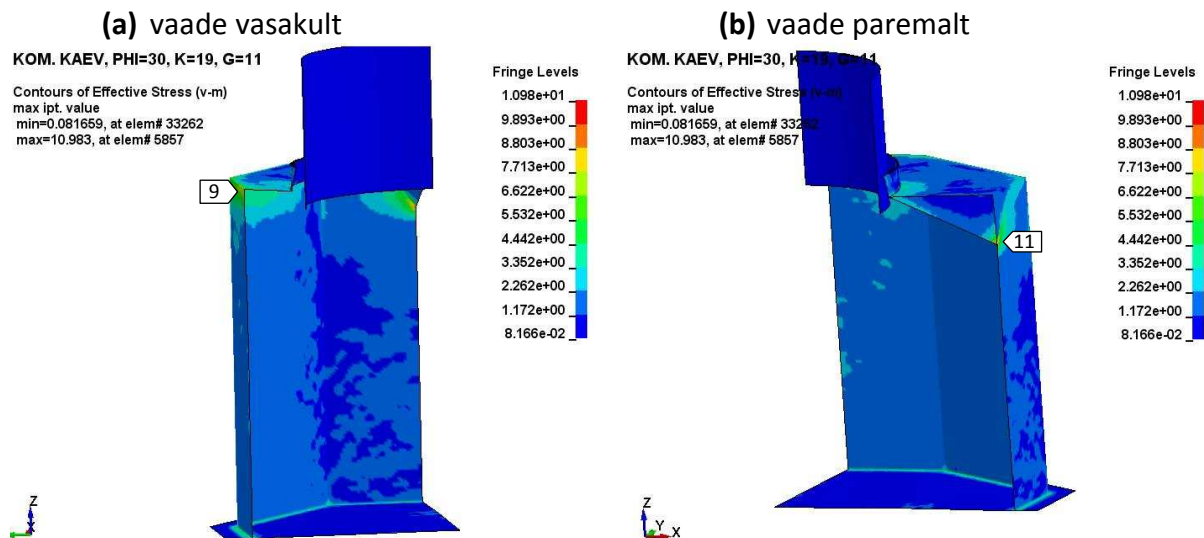 (a) vaade vasakult
KOM. KAEV, PHI=30, K=19, G=11
Contours of Effective Stress (v-m)
max ipt. value
min=0.081659, at elem# 33262
max=10.983, at elem# 5857
Fringe Levels
1.098e+01
9.893e+00
8.803e+00
7.713e+00
6.622e+00
5.532e+00
4.442e+00
3.352e+00
2.262e+00
1.172e+00
8.166e-02
9
Z
X
(b) vaade paremalt
KOM. KAEV, PHI=30, K=19, G=11
Contours of Effective Stress (v-m)
max ipt. value
min=0.081659, at elem# 33262
max=10.983, at elem# 5857
Fringe Levels
1.098e+01
9.893e+00
8.803e+00
7.713e+00
6.622e+00
5.532e+00
4.442e+00
3.352e+00
2.262e+00
1.172e+00
8.166e-02
11
Z
Y X